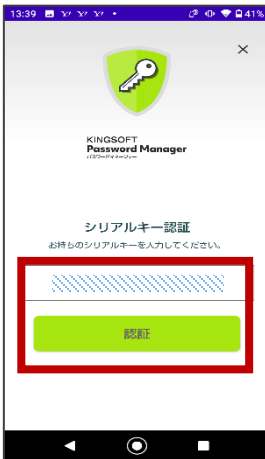 13:39
41%
KINGSOFT
Password Manager
パスワードマネージャー
シリアルキー認証
お持ちのシリアルキーを入力してください。
認証